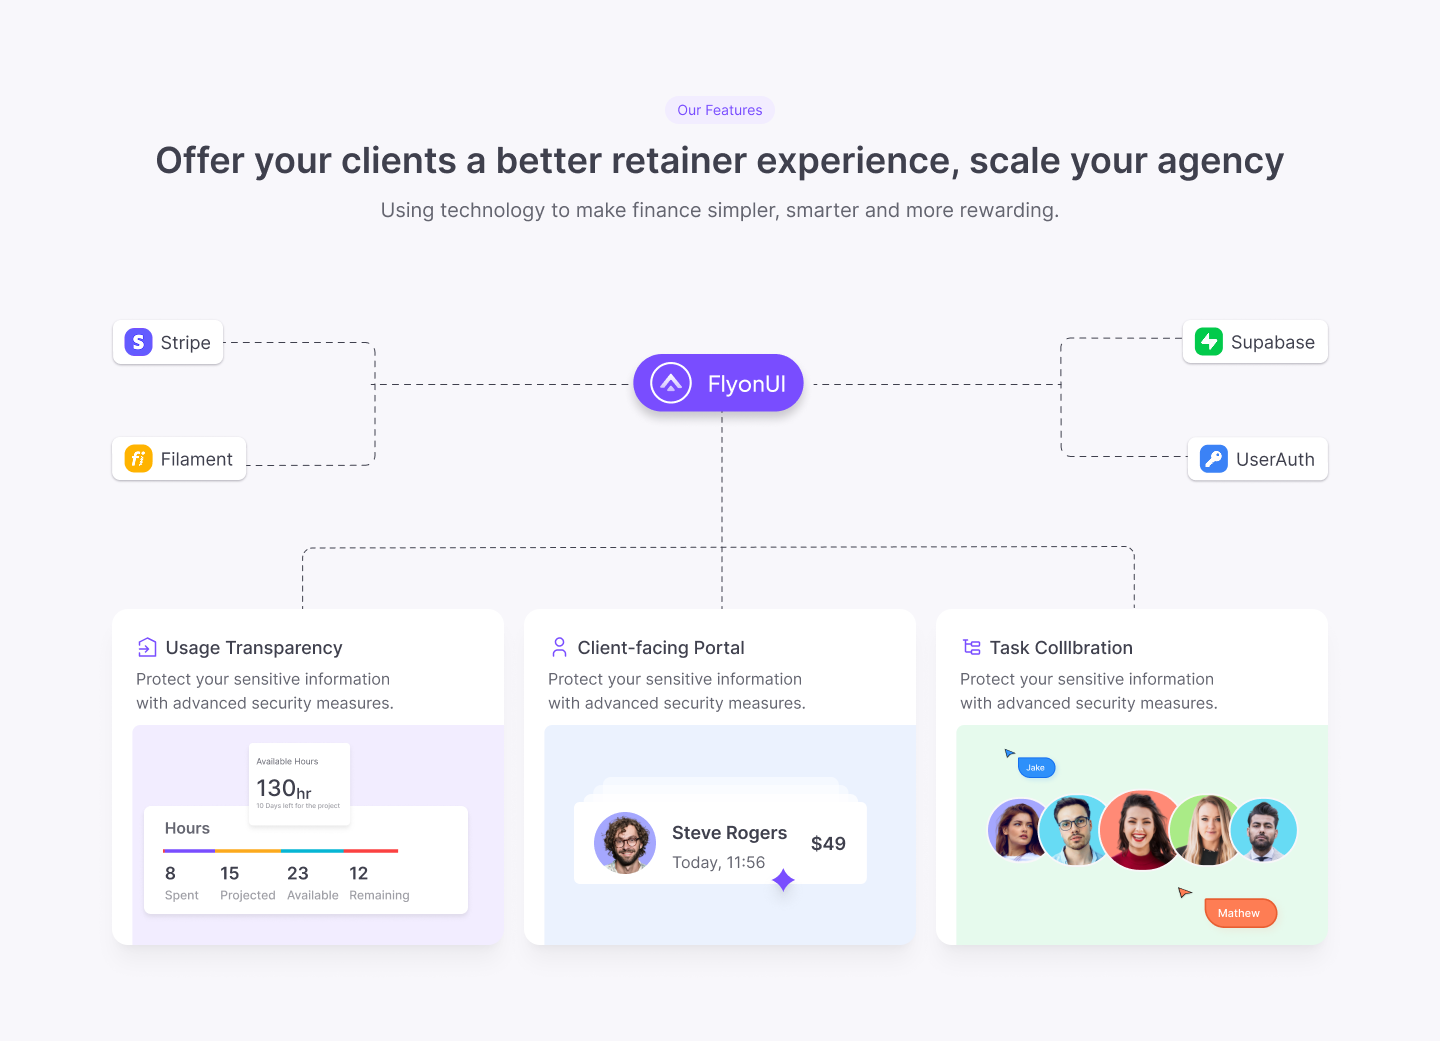 Our Features
Offer your clients a better retainer experience, scale your agency
Using technology to make finance simpler, smarter and more rewarding.
S Stripe
Supabase
FlyonUI
fi Filament
UserAuth
Usage Transparency
Protect your sensitive information
with advanced security measures.
Available Hours
130hr
10 Days left for the project
Hours
8 15 23 12
Spent Projected Available Remaining
Client-facing Portal
Protect your sensitive information
with advanced security measures.
Steve Rogers
$49
Today, 11:56
Task Colllbration
Protect your sensitive information
with advanced security measures.
Jake
Mathew